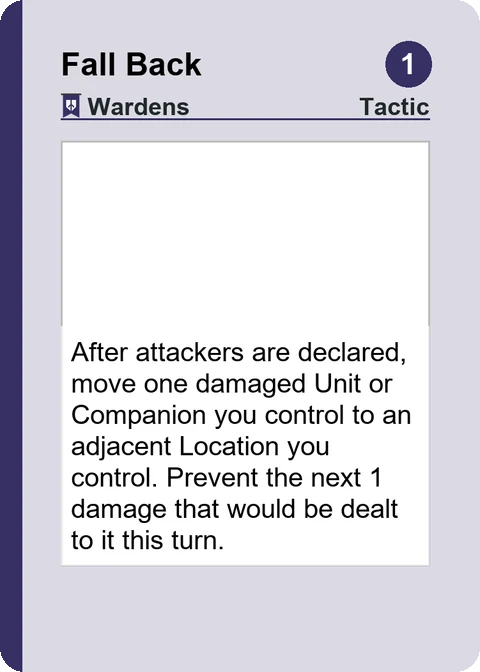 Fall Back
1
Wardens
Tactic
After attackers are declared,
move one damaged Unit or
Companion you control to an
adjacent Location you
control. Prevent the next 1
damage that would be dealt
to it this turn.